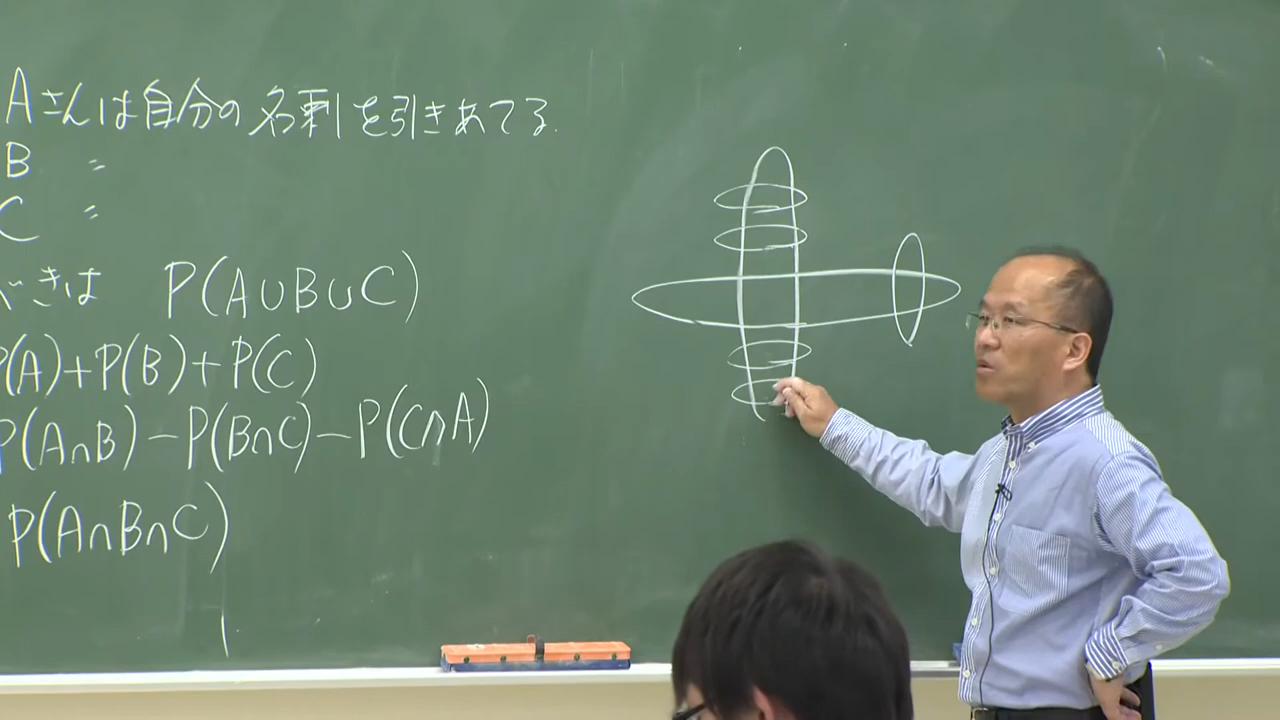 Aさんは自分の名刺を引きあてる.
B 〃
C 〃
べきは P(A∪B∪C)
P(A)+P(B)+P(C)
P(A∩B)−P(B∩C)−P(C∩A)
P(A∩B∩C)